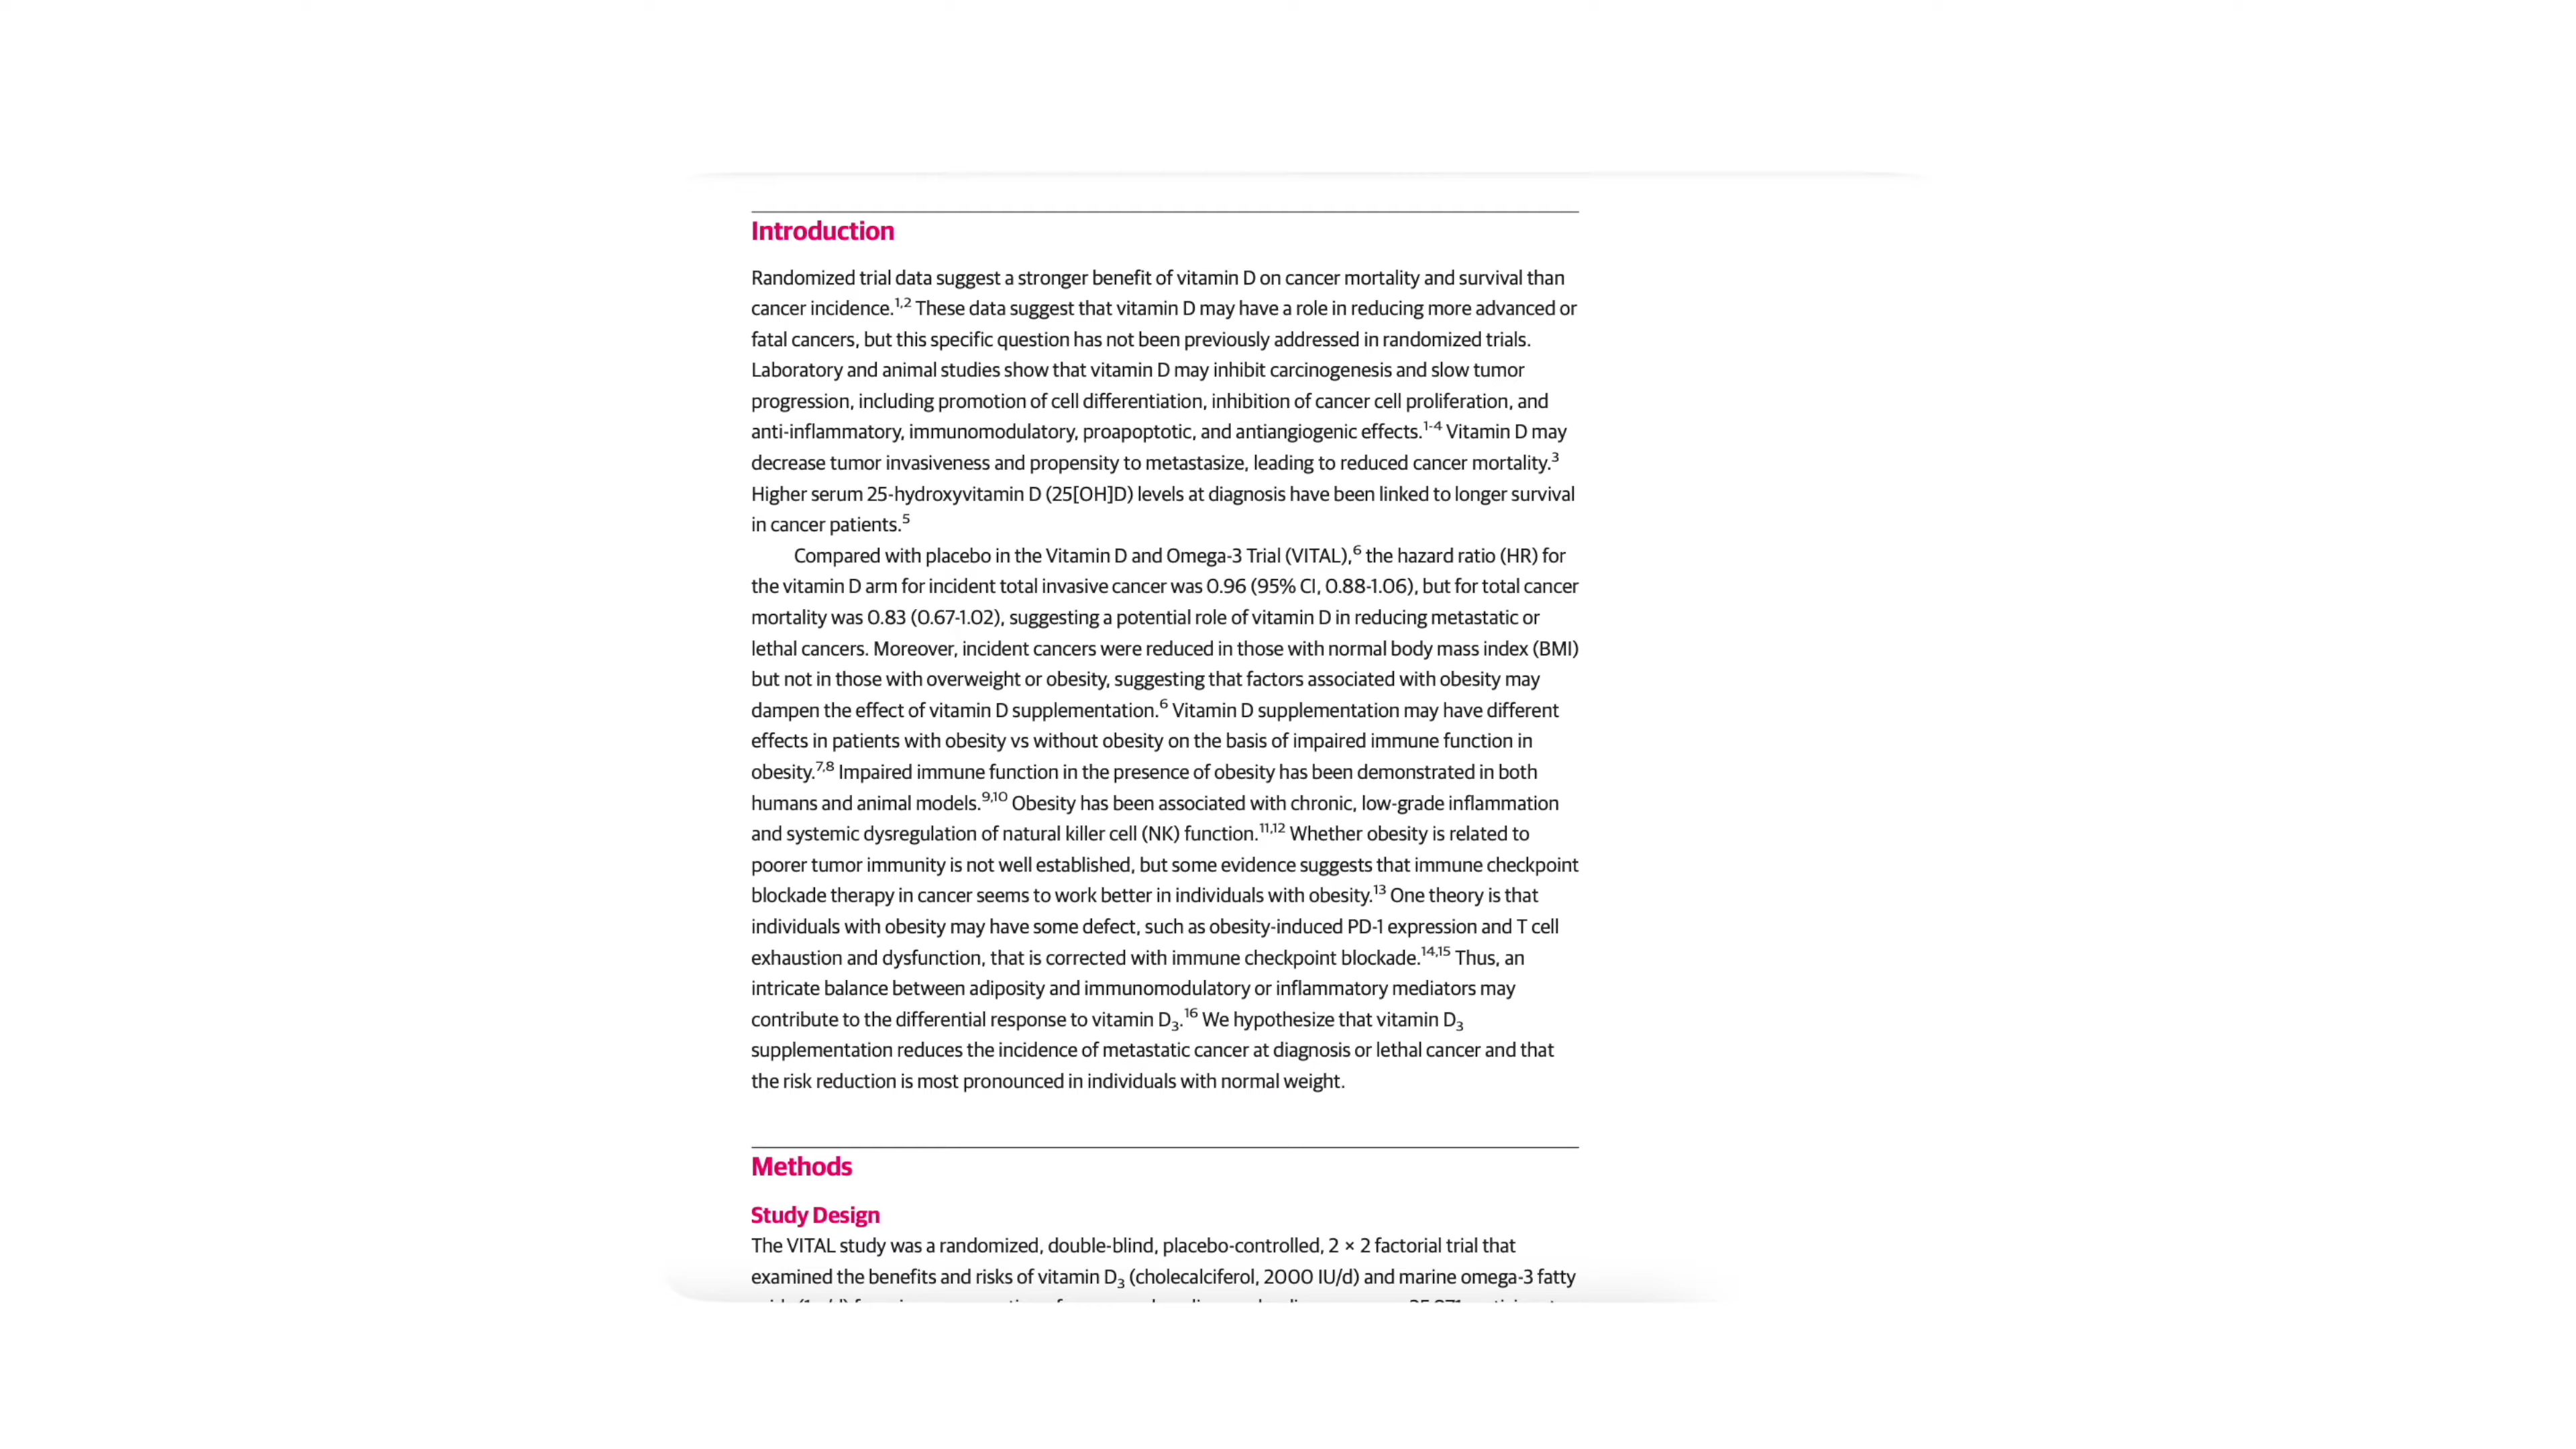 Introduction
Randomized trial data suggest a stronger benefit of vitamin D on cancer mortality and survival than
cancer incidence.1,2 These data suggest that vitamin D may have a role in reducing more advanced or
fatal cancers, but this specific question has not been previously addressed in randomized trials.
Laboratory and animal studies show that vitamin D may inhibit carcinogenesis and slow tumor
progression, including promotion of cell differentiation, inhibition of cancer cell proliferation, and
anti-inflammatory, immunomodulatory, proapoptotic, and antiangiogenic effects.1-4 Vitamin D may
decrease tumor invasiveness and propensity to metastasize, leading to reduced cancer mortality.3
Higher serum 25-hydroxyvitamin D (25[OH]D) levels at diagnosis have been linked to longer survival
in cancer patients.5
Compared with placebo in the Vitamin D and Omega-3 Trial (VITAL),6 the hazard ratio (HR) for
the vitamin D arm for incident total invasive cancer was 0.96 (95% CI, 0.88-1.06), but for total cancer
mortality was 0.83 (0.67-1.02), suggesting a potential role of vitamin D in reducing metastatic or
lethal cancers. Moreover, incident cancers were reduced in those with normal body mass index (BMI)
but not in those with overweight or obesity, suggesting that factors associated with obesity may
dampen the effect of vitamin D supplementation.6 Vitamin D supplementation may have different
effects in patients with obesity vs without obesity on the basis of impaired immune function in
obesity.7,8 Impaired immune function in the presence of obesity has been demonstrated in both
humans and animal models.9,10 Obesity has been associated with chronic, low-grade inflammation
and systemic dysregulation of natural killer cell (NK) function.11,12 Whether obesity is related to
poorer tumor immunity is not well established, but some evidence suggests that immune checkpoint
blockade therapy in cancer seems to work better in individuals with obesity.13 One theory is that
individuals with obesity may have some defect, such as obesity-induced PD-1 expression and T cell
exhaustion and dysfunction, that is corrected with immune checkpoint blockade.14,15 Thus, an
intricate balance between adiposity and immunomodulatory or inflammatory mediators may
contribute to the differential response to vitamin D3.16 We hypothesize that vitamin D3
supplementation reduces the incidence of metastatic cancer at diagnosis or lethal cancer and that
the risk reduction is most pronounced in individuals with normal weight.
Methods
Study Design
The VITAL study was a randomized, double-blind, placebo-controlled, 2 × 2 factorial trial that
examined the benefits and risks of vitamin D3 (cholecalciferol, 2000 IU/d) and marine omega-3 fatty